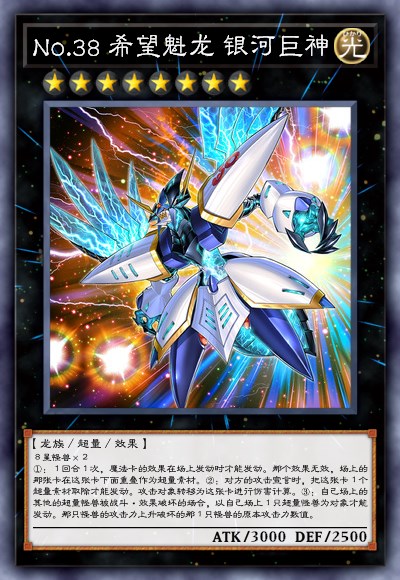 No.38 希望魁龙 银河巨神
光
【龙族／超量／效果】
８星怪兽×２
①：１回合１次，魔法卡的效果在场上发动时才能发动。那个效果无效，场上的
那张卡在这张卡下面重叠作为超量素材。②：对方的攻击宣言时，把这张卡１个
超量素材取除才能发动。攻击对象转移为这张卡进行伤害计算。③：自己场上的
其他的超量怪兽被战斗·效果破坏的场合，以自己场上１只超量怪兽为对象才能
发动。那只怪兽的攻击力上升破坏的那１只怪兽的原本攻击力数值。
ATK/3000 DEF/2500